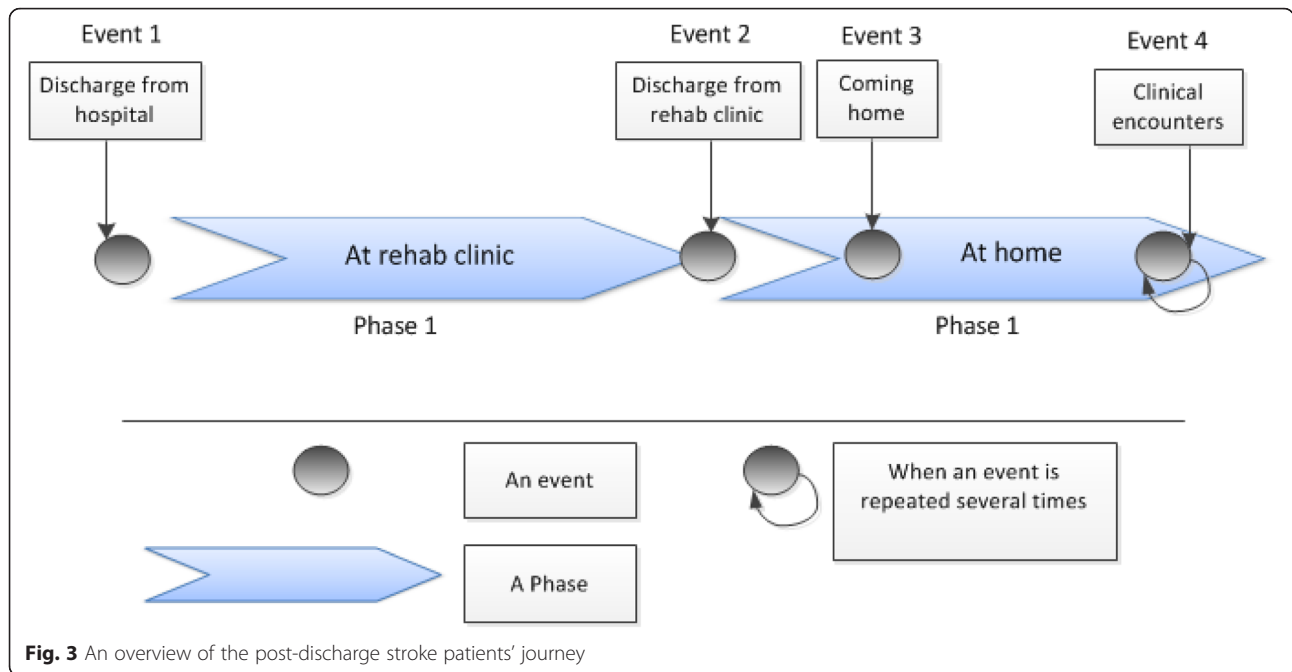 Event 1
Event 2
Event 3
Event 4
Discharge from
hospital
Discharge from
rehab clinic
Coming
home
Clinical
encounters
At rehab clinic
At home
Phase 1
Phase 1
An event
When an event is
repeated several times
A Phase
Fig. 3 An overview of the post-discharge stroke patients’ journey